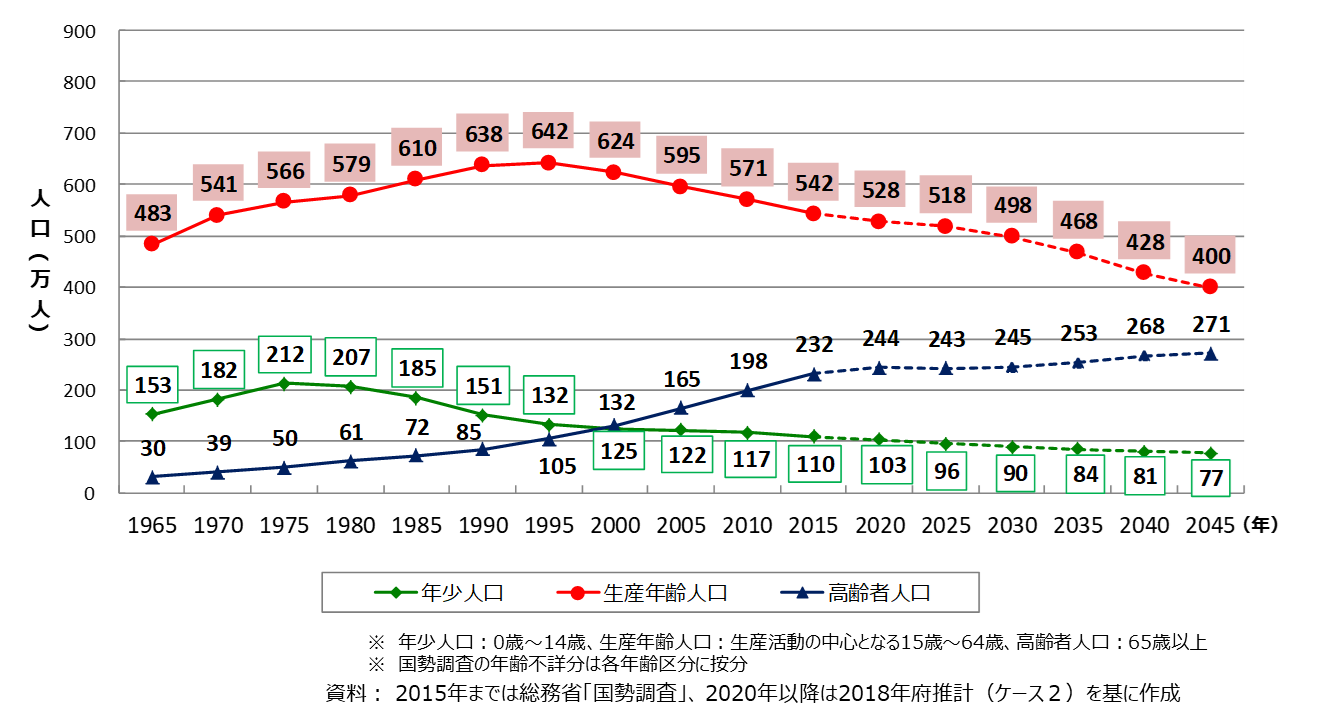 900
800
700
600
500
400
300
200
100
0
人口(万人)
483 541 566 579 610 638 642 624 595 571 542 528 518 498 468 428 400
153 182 212 207 185 151 132 125 122 117 110 103 96 90 84 81 77
30 39 50 61 72 85 105 132 165 198 232 244 243 245 253 268 271
1965 1970 1975 1980 1985 1990 1995 2000 2005 2010 2015 2020 2025 2030 2035 2040 2045 (年)
年少人口 生産年齢人口 高齢者人口
※ 年少人口：0歳～14歳、生産年齢人口：生産活動の中心となる15歳～64歳、高齢者人口：65歳以上
※ 国勢調査の年齢不詳分は各年齢区分に按分
資料： 2015年までは総務省「国勢調査」、2020年以降は2018年府推計（ケース２）を基に作成